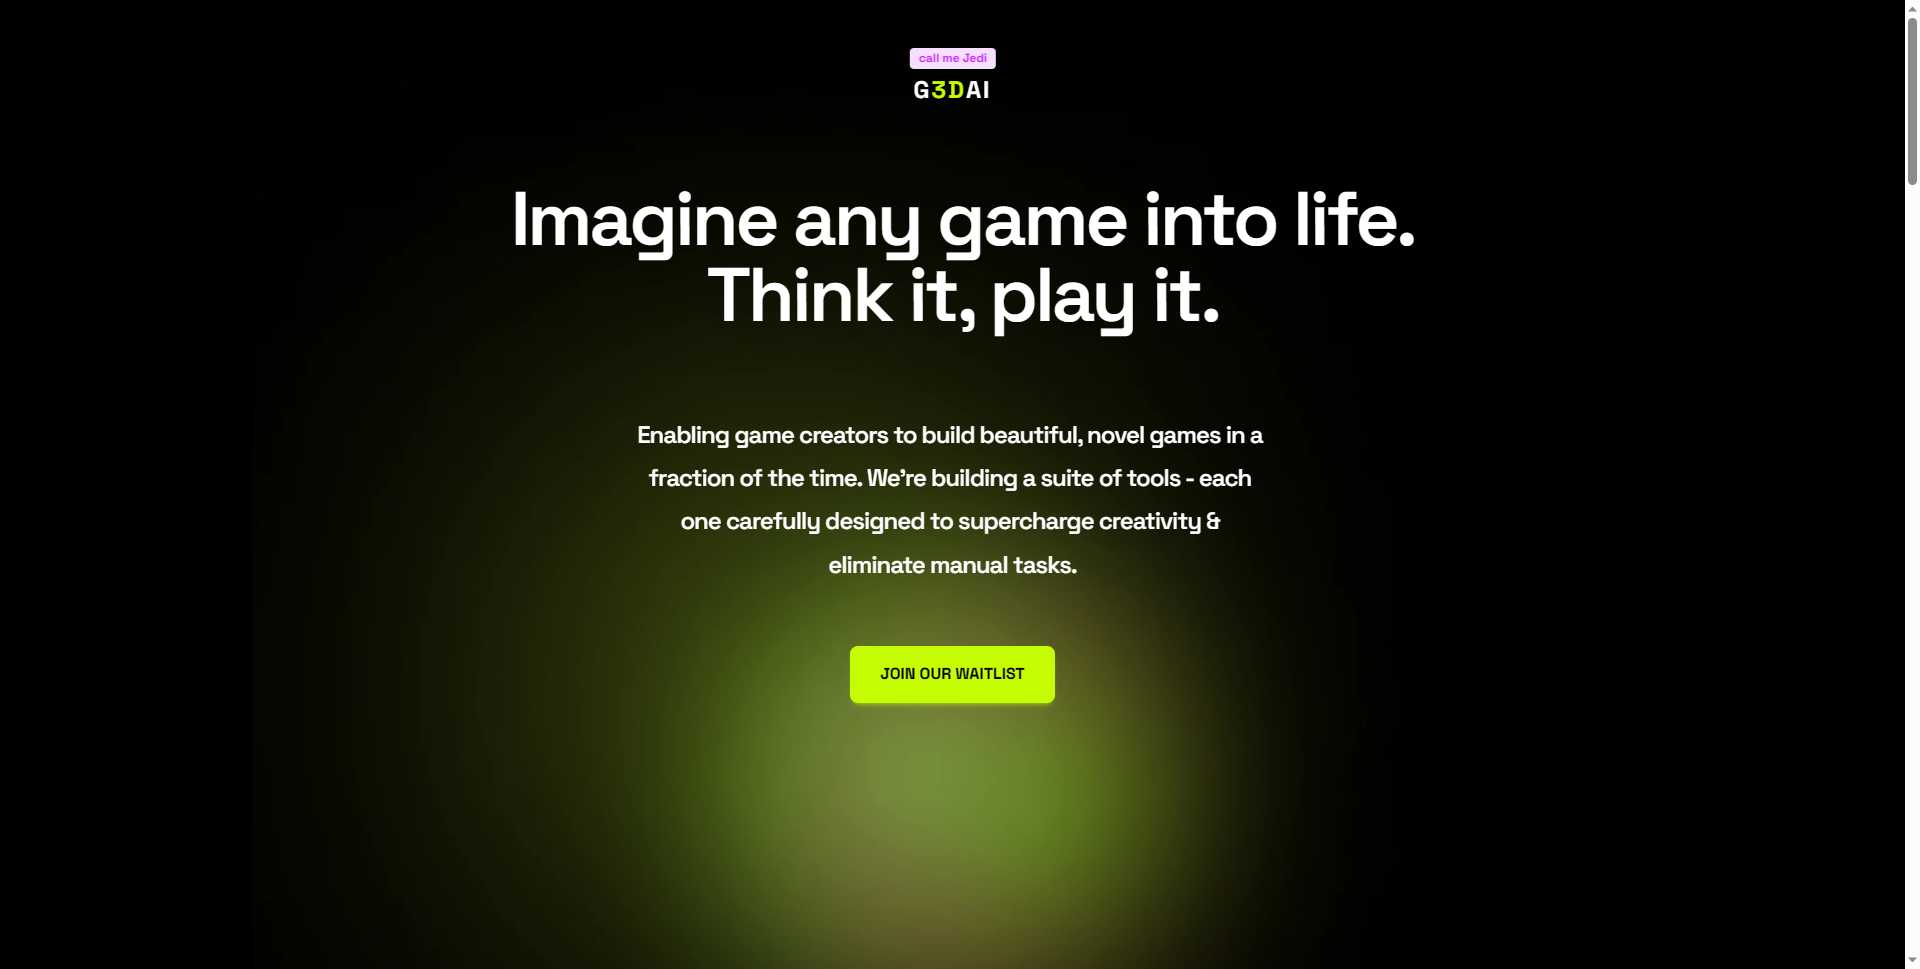 call me Jedi
G3DAI
Imagine any game into life.
Think it, play it.
Enabling game creators to build beautiful, novel games in a
fraction of the time. We’re building a suite of tools - each
one carefully designed to supercharge creativity &
eliminate manual tasks.
JOIN OUR WAITLIST